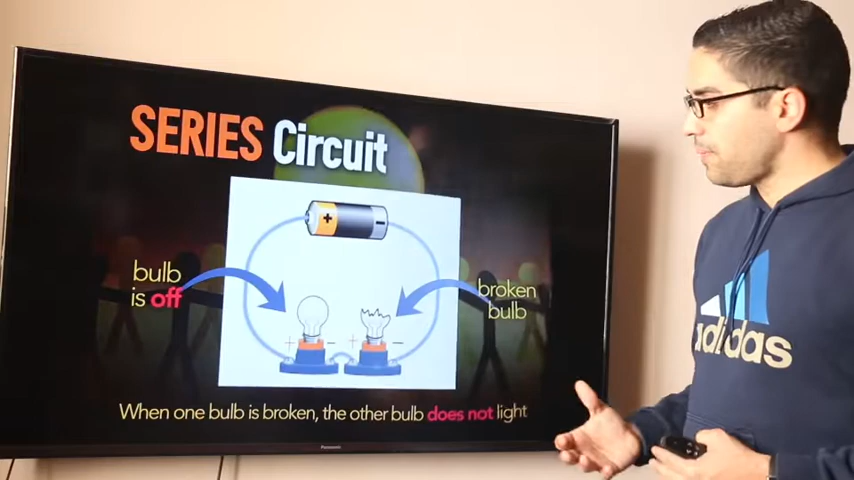 SERIES Circuit
+
-
bulb
is off
broken
bulb
+ - + -
When one bulb is broken, the other bulb does not light
Panasonic
adidas